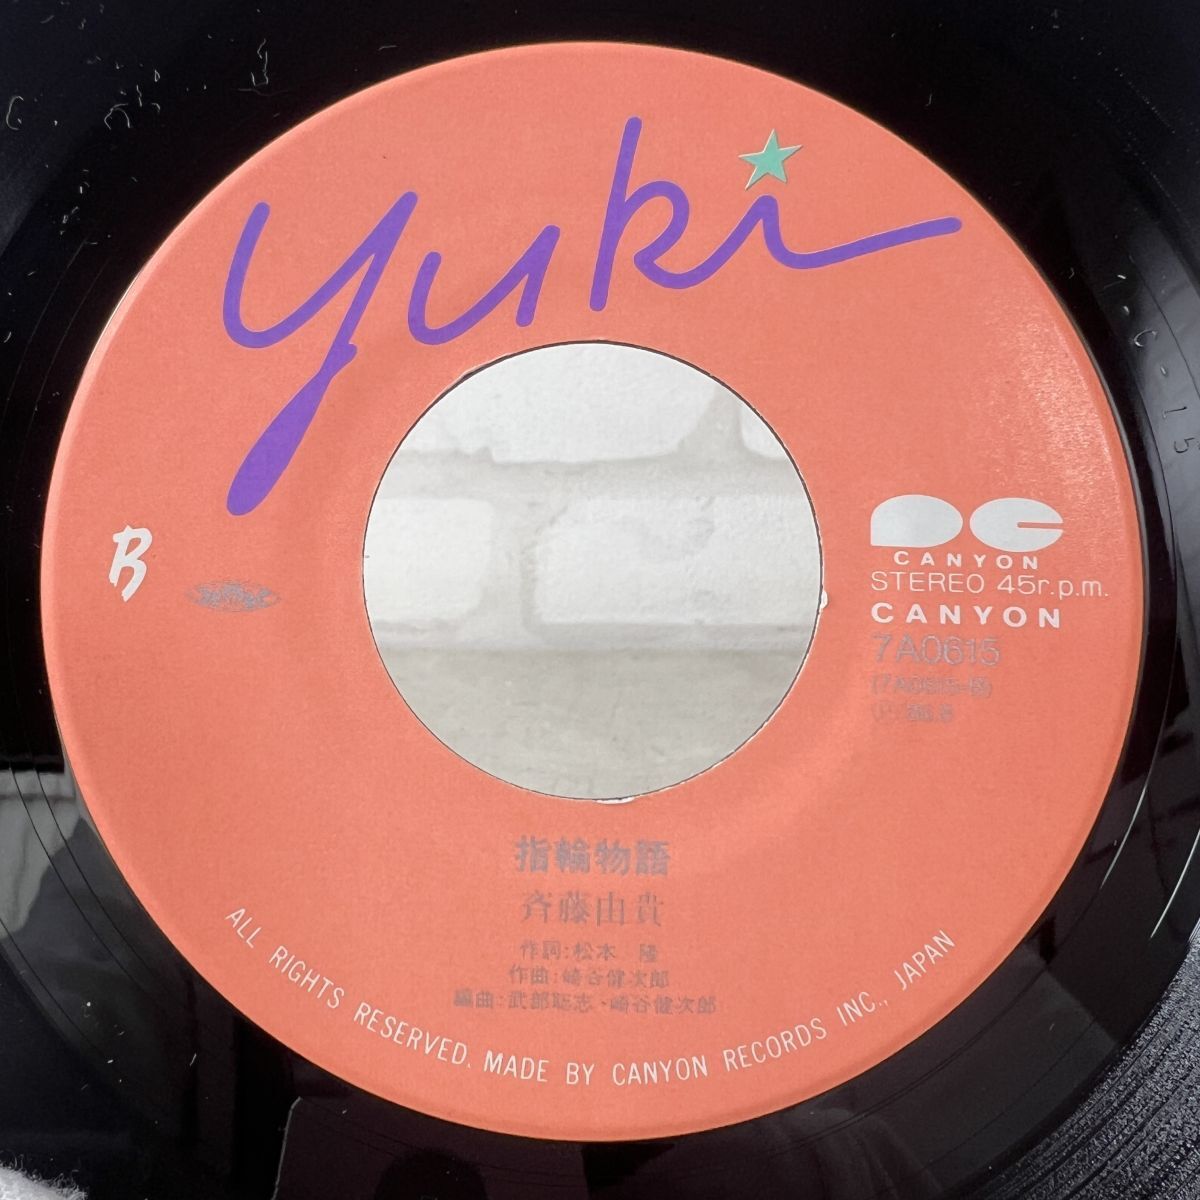 yuki
B
CANYON
STEREO 45r.p.m.
CANYON
7A0615
(7A0615-B)
指輪物語
斉藤由貴
作詞:松本 隆
作曲:崎谷健次郎
編曲:武部聡志・崎谷健次郎
ALL RIGHTS RESERVED. MADE BY CANYON RECORDS INC., JAPAN